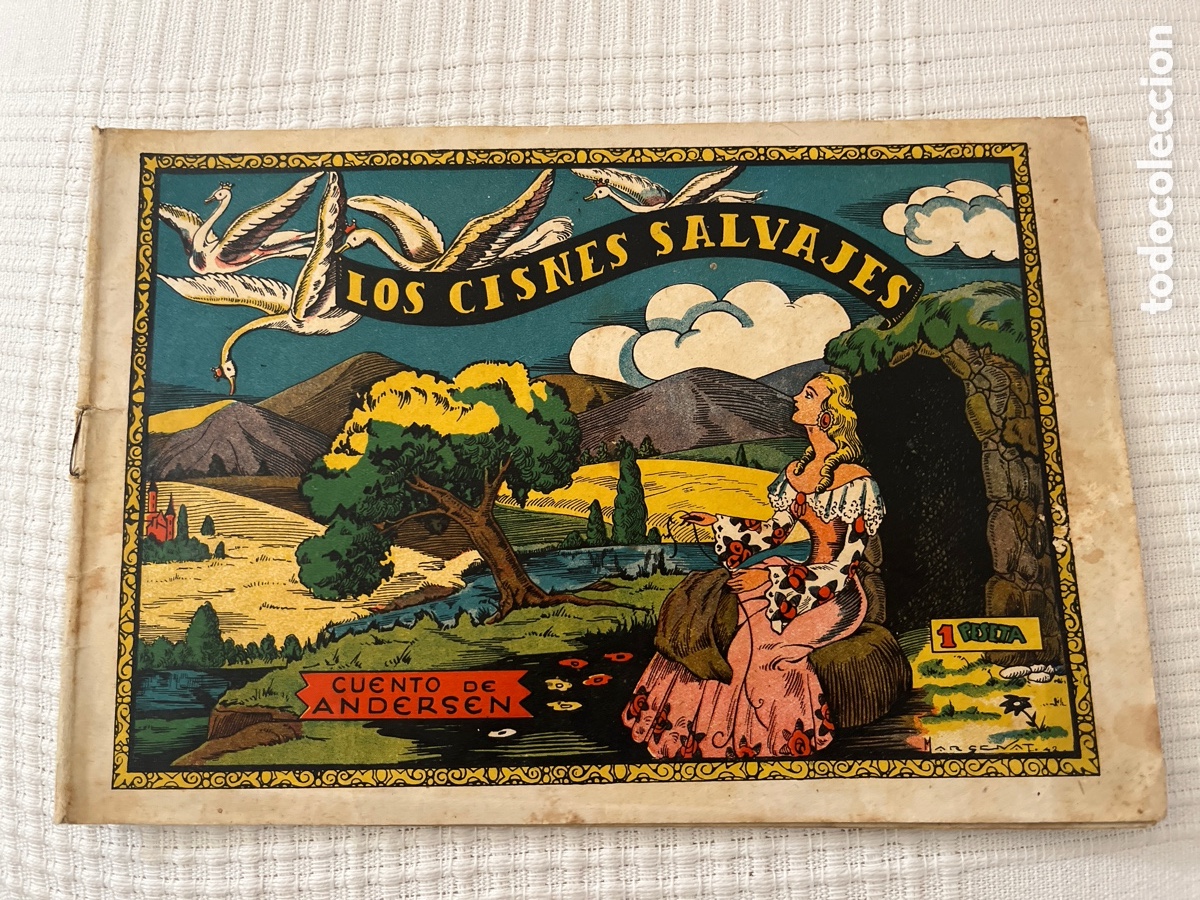 LOS CISNES SALVAJES
1 PESETA
CUENTO DE
ANDERSEN
todocoleccion